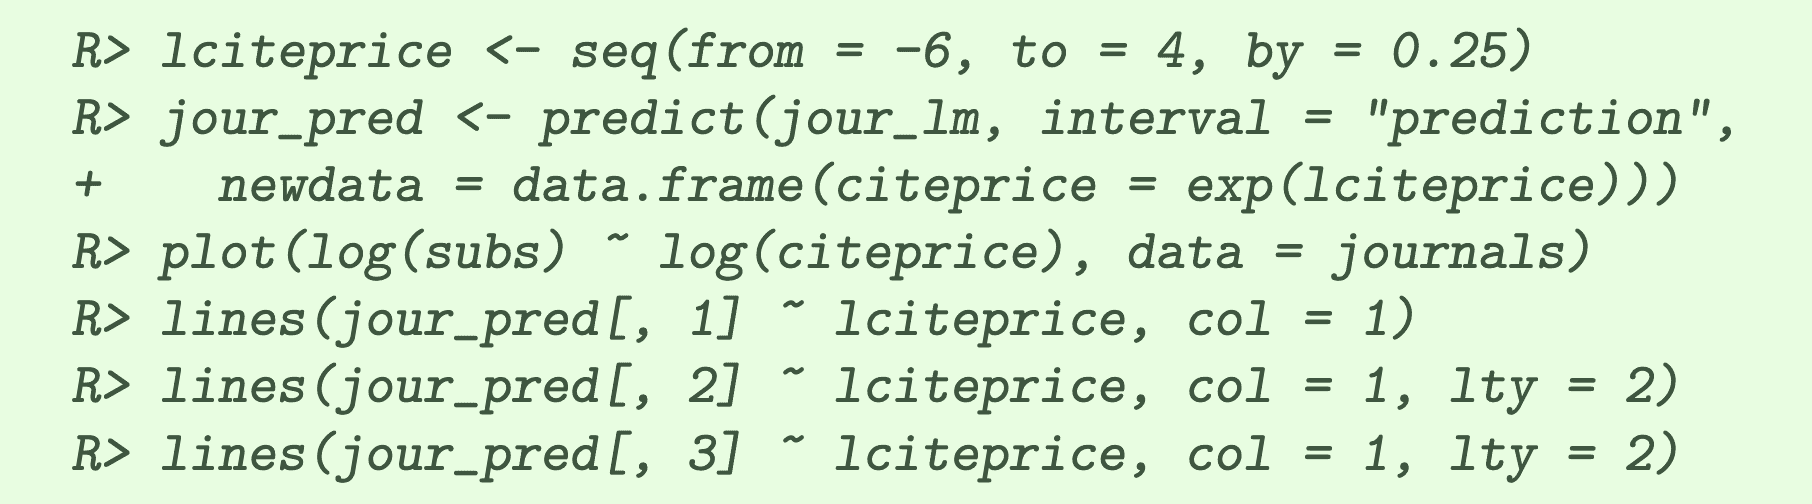 R> lciteprice <- seq(from = -6, to = 4, by = 0.25)
R> jour_pred <- predict(jour_lm, interval = "prediction",
+    newdata = data.frame(citeprice = exp(lciteprice)))
R> plot(log(subs) ~ log(citeprice), data = journals)
R> lines(jour_pred[, 1] ~ lciteprice, col = 1)
R> lines(jour_pred[, 2] ~ lciteprice, col = 1, lty = 2)
R> lines(jour_pred[, 3] ~ lciteprice, col = 1, lty = 2)